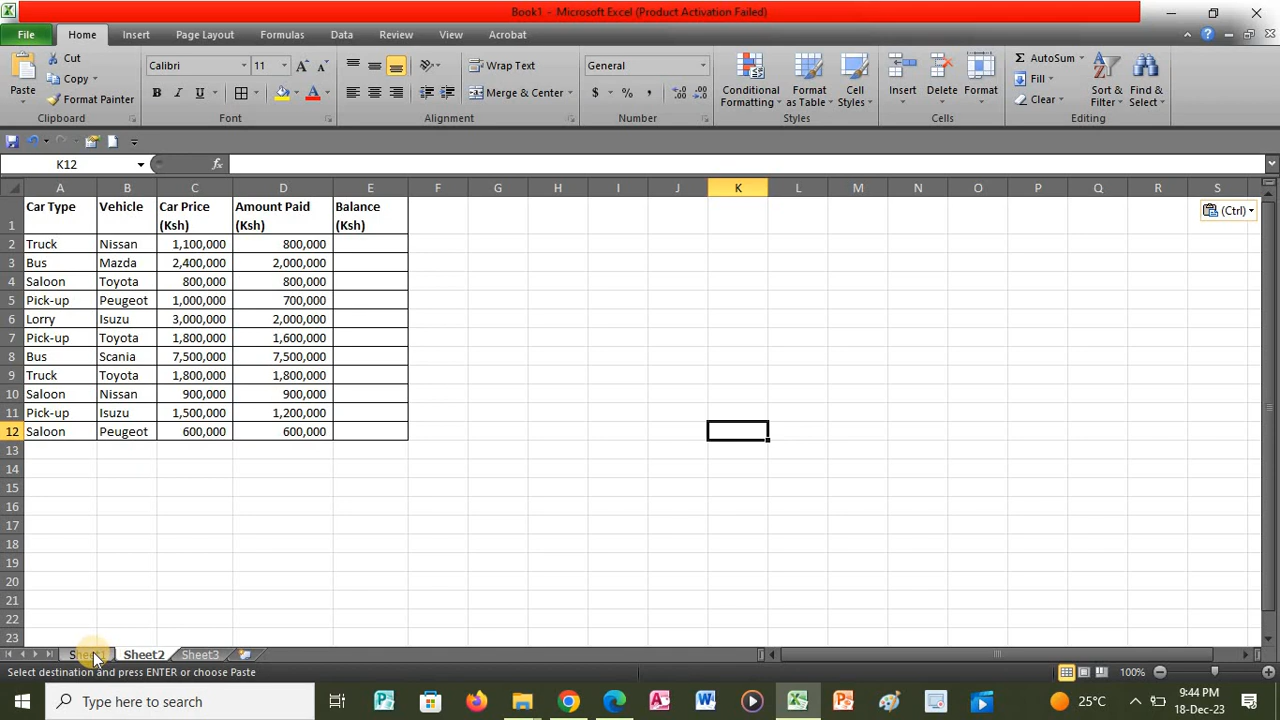 Book1 - Microsoft Excel (Product Activation Failed)
File Home Insert Page Layout Formulas Data Review View Acrobat
Paste
Cut
Copy
Format Painter
Clipboard
Calibri 11 A A
B I U A
Font
Wrap Text
Merge & Center
Alignment
General
$ % ,
Number
Conditional Formatting
Format as Table
Cell Styles
Styles
Insert Delete Format
Cells
Σ AutoSum
Fill
Clear
Sort & Filter
Find & Select
Editing
K12 fx
A B C D E F G H I J K L M N O P Q R S
1 Car Type Vehicle Car Price (Ksh) Amount Paid (Ksh) Balance (Ksh)
(Ctrl)
2 Truck Nissan 1,100,000 800,000
3 Bus Mazda 2,400,000 2,000,000
4 Saloon Toyota 800,000 800,000
5 Pick-up Peugeot 1,000,000 700,000
6 Lorry Isuzu 3,000,000 2,000,000
7 Pick-up Toyota 1,800,000 1,600,000
8 Bus Scania 7,500,000 7,500,000
9 Truck Toyota 1,800,000 1,800,000
10 Saloon Nissan 900,000 900,000
11 Pick-up Isuzu 1,500,000 1,200,000
12 Saloon Peugeot 600,000 600,000
13
14
15
16
17
18
19
20
21
22
23
Sheet1 Sheet2 Sheet3
Select destination and press ENTER or choose Paste 100%
Type here to search
25°C
9:44 PM
18-Dec-23